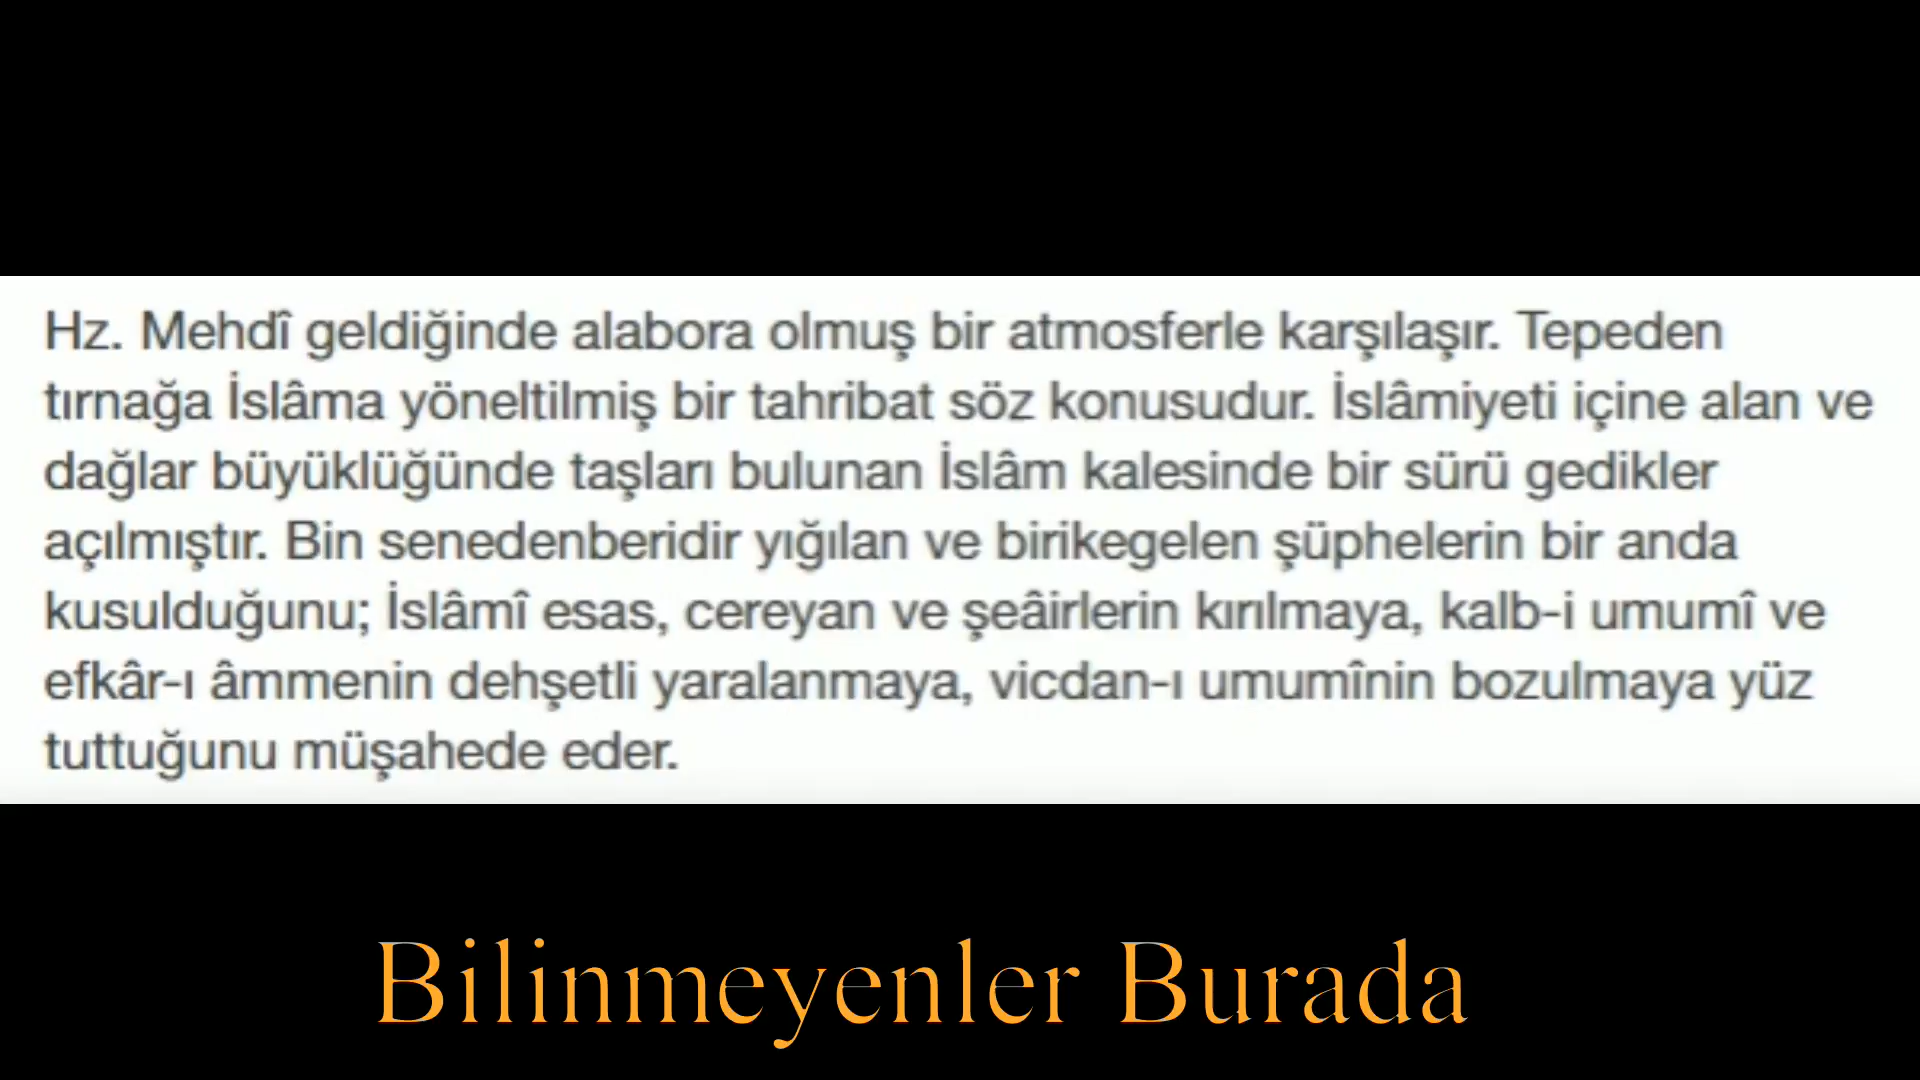 Hz. Mehdî geldiğinde alabora olmuş bir atmosferle karşılaşır. Tepeden
tırnağa İslâma yöneltilmiş bir tahribat söz konusudur. İslâmiyeti içine alan ve
dağlar büyüklüğünde taşları bulunan İslâm kalesinde bir sürü gedikler
açılmıştır. Bin senedenberidir yığılan ve birikegelen şüphelerin bir anda
kusulduğunu; İslâmî esas, cereyan ve şeâirlerin kırılmaya, kalb-i umumî ve
efkâr-ı âmmenin dehşetli yaralanmaya, vicdan-ı umumînin bozulmaya yüz
tuttuğunu müşahede eder.
Bilinmeyenler Burada